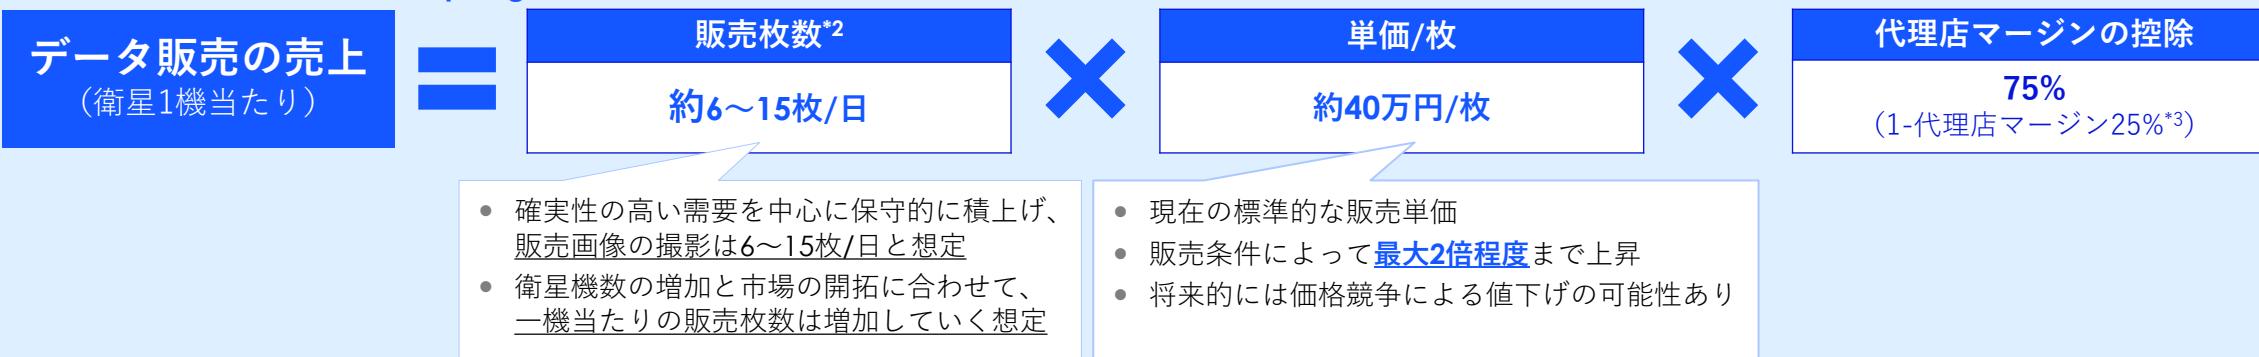 データ販売の売上
（衛星1機当たり）
販売枚数*2
約6～15枚/日
単価/枚
約40万円/枚
代理店マージンの控除
75%
（1-代理店マージン25%*3）
● 確実性の高い需要を中心に保守的に積上げ、
販売画像の撮影は6～15枚/日と想定
● 衛星機数の増加と市場の開拓に合わせて、
一機当たりの販売枚数は増加していく想定
● 現在の標準的な販売単価
● 販売条件によって最大2倍程度まで上昇
● 将来的には価格競争による値下げの可能性あり